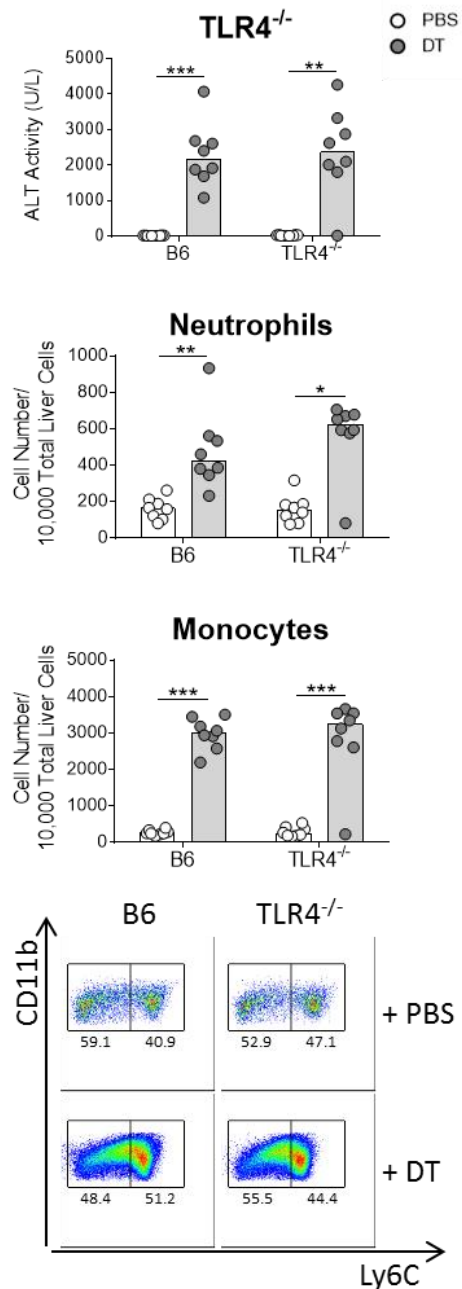 TLR4-/-
PBS
DT
ALT Activity (U/L)
5000
4000
3000
2000
1000
0
***
**
B6
TLR4-/-
Neutrophils
Cell Number/
10,000 Total Liver Cells
1000
800
600
400
200
0
**
*
B6
TLR4-/-
Monocytes
Cell Number/
10,000 Total Liver Cells
5000
4000
3000
2000
1000
0
***
***
B6
TLR4-/-
B6
TLR4-/-
CD11b
59.1 40.9
52.9 47.1
+ PBS
48.4 51.2
55.5 44.4
+ DT
Ly6C